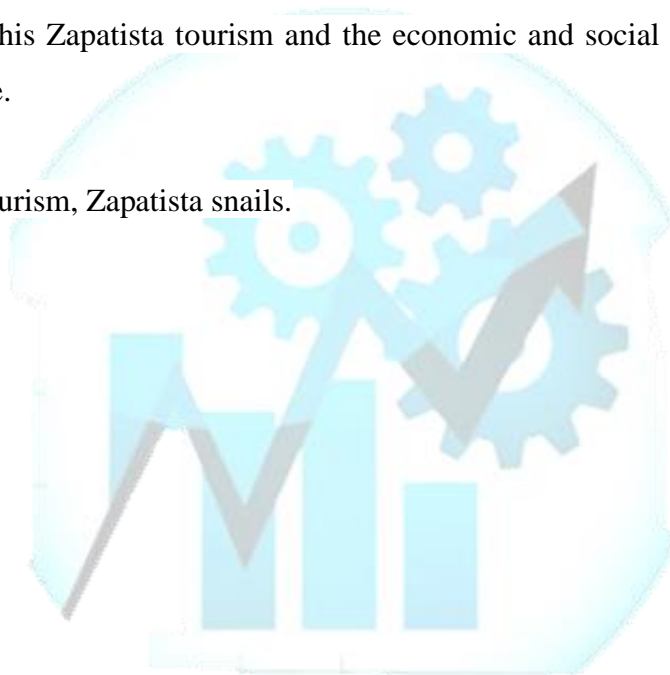 his Zapatista tourism and the economic and social
e.
urism, Zapatista snails.